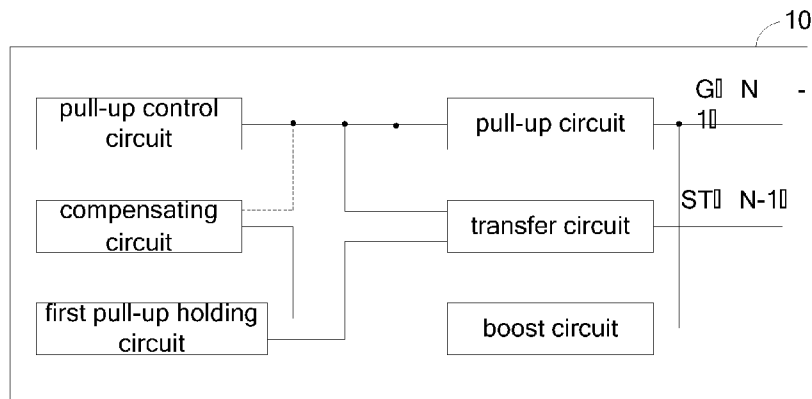 10
pull-up control
circuit
pull-up circuit
G▯ N -
1▯
compensating
circuit
transfer circuit
ST▯ N-1▯
first pull-up holding
circuit
boost circuit